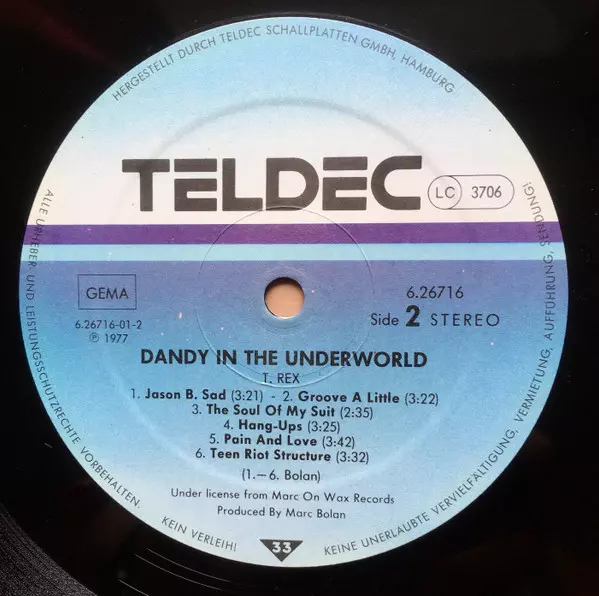 HERGESTELLT DURCH TELDEC SCHALLPLATTEN GMBH, HAMBURG
TELDEC
LC 3706
GEMA
6.26716
6.26716-01-2
Side 2 STEREO
℗ 1977
DANDY IN THE UNDERWORLD
T. REX
1. Jason B. Sad (3:21) - 2. Groove A Little (3:22)
3. The Soul Of My Suit (2:35)
4. Hang-Ups (3:25)
5. Pain And Love (3:42)
6. Teen Riot Structure (3:32)
(1.—6. Bolan)
Under license from Marc On Wax Records
Produced By Marc Bolan
33
ALLE URHEBER- UND LEISTUNGSSCHUTZRECHTE VORBEHALTEN.
KEIN VERLEIH!
KEINE UNERLAUBTE VERVIELFÄLTIGUNG, VERMIETUNG, AUFFÜHRUNG, SENDUNG!